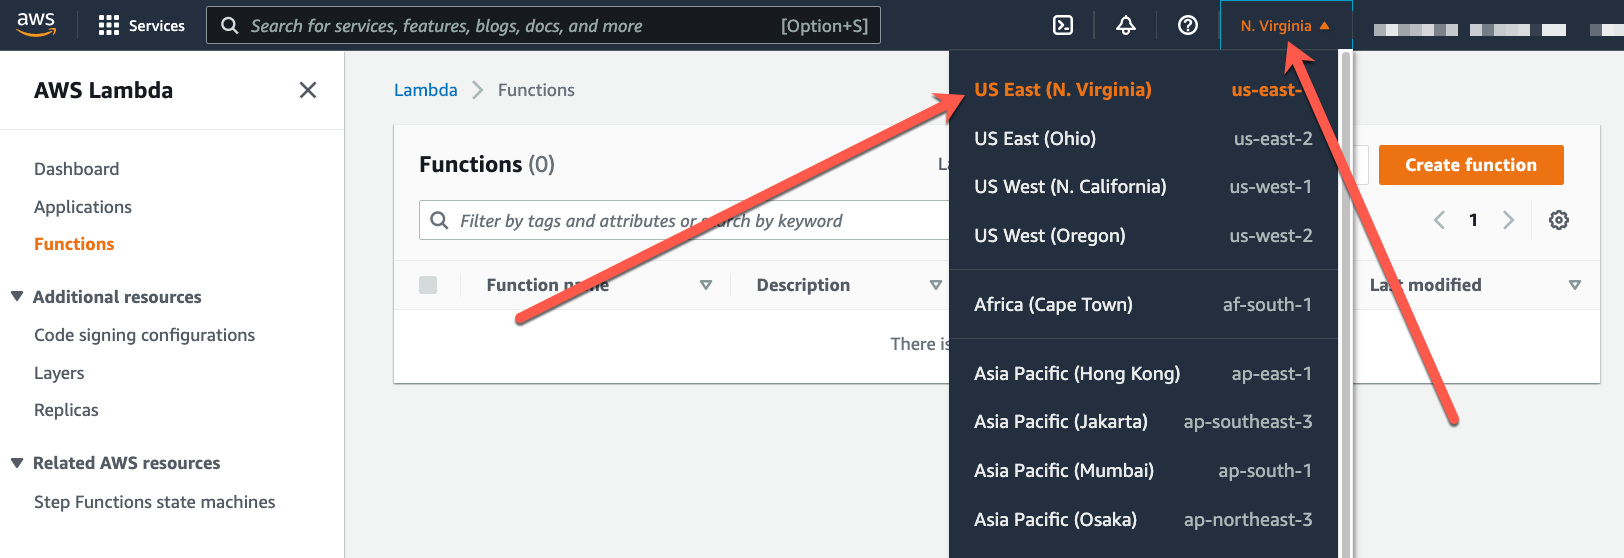 aws
Services
Search for services, features, blogs, docs, and more [Option+S]
N. Virginia
AWS Lambda
Dashboard
Applications
Functions
Additional resources
Code signing configurations
Layers
Replicas
Related AWS resources
Step Functions state machines
Lambda > Functions
Functions (0)
Create function
Filter by tags and attributes or search by keyword
1
Function name Description Last modified
There is
US East (N. Virginia) us-east-
US East (Ohio) us-east-2
US West (N. California) us-west-1
US West (Oregon) us-west-2
Africa (Cape Town) af-south-1
Asia Pacific (Hong Kong) ap-east-1
Asia Pacific (Jakarta) ap-southeast-3
Asia Pacific (Mumbai) ap-south-1
Asia Pacific (Osaka) ap-northeast-3